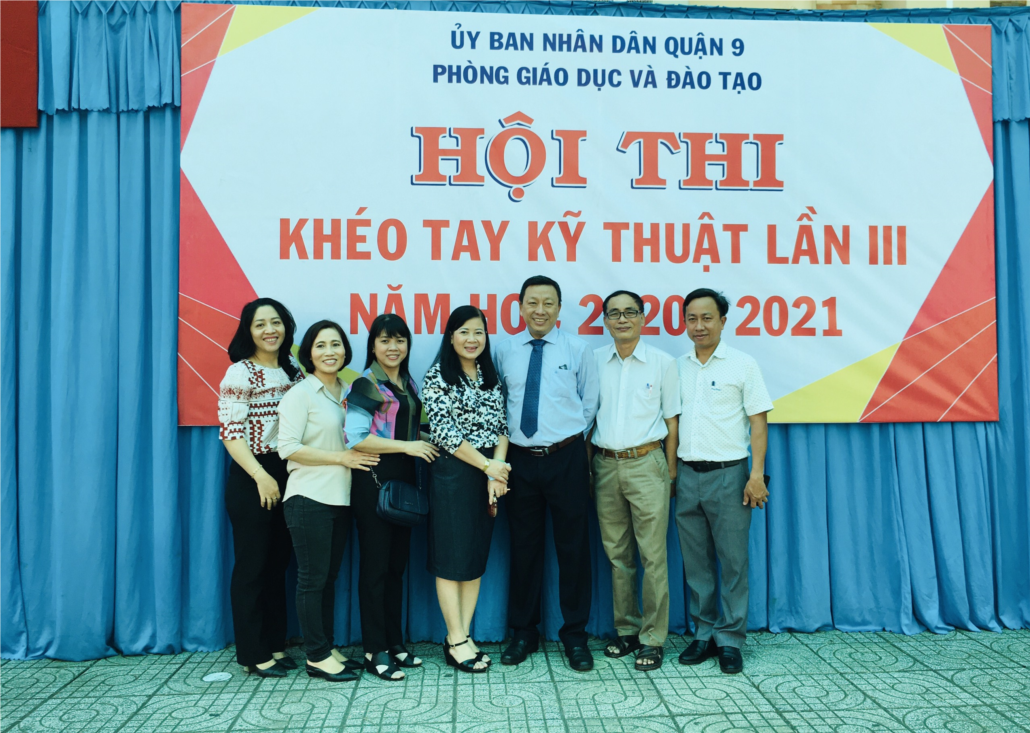 ỦY BAN NHÂN DÂN QUẬN 9
PHÒNG GIÁO DỤC VÀ ĐÀO TẠO
HỘI THI
KHÉO TAY KỸ THUẬT LẦN III
NĂM 2021